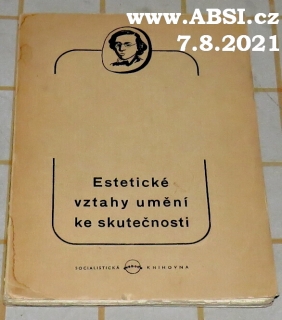 www.ABSI.cz
7.8.2021
Estetické
vztahy umění
ke skutečnosti
SOCIALISTICKÁ KNIHOVNA